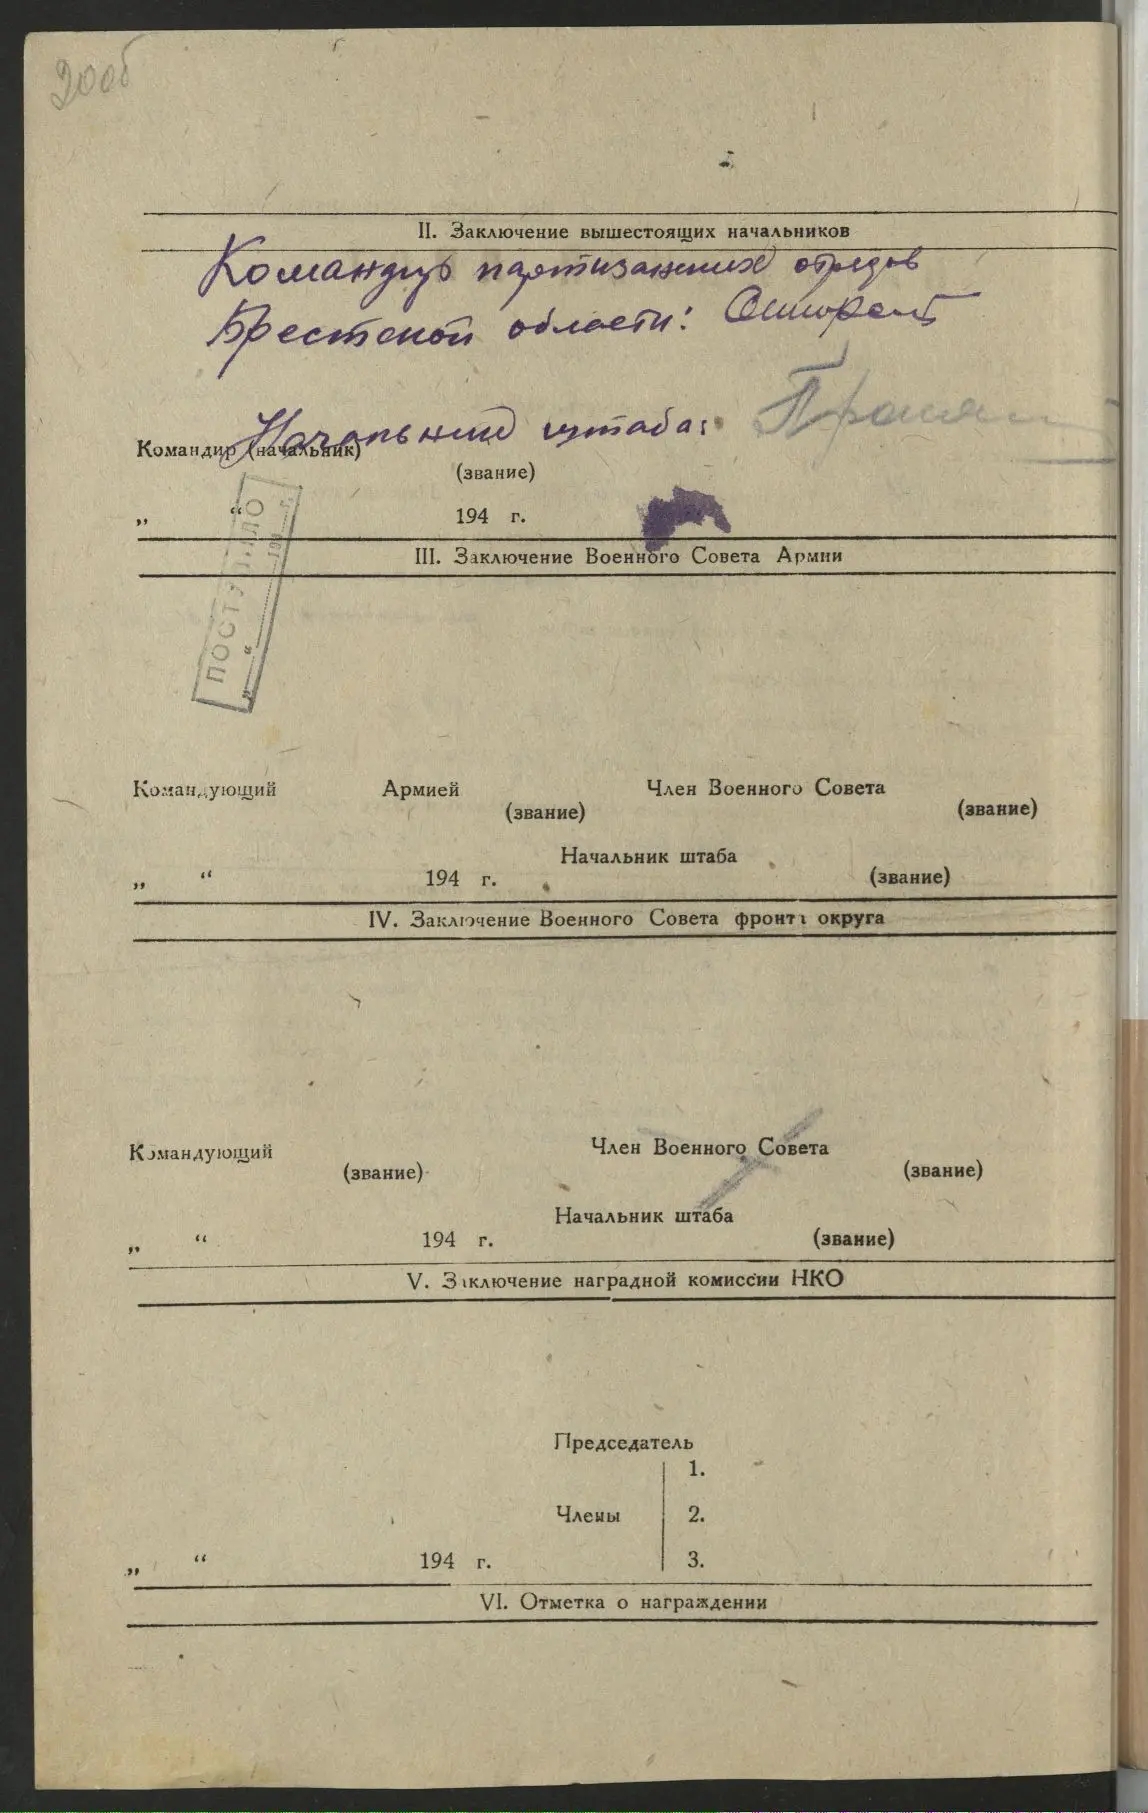 20об
II. Заключение вышестоящих начальников
Командир партизанских отрядов
Брестской области:
Начальник штаба:
Командир (начальник)
(звание)
„ “ 194 г.
ПОСТУПИЛО
„ “ 194 г.
III. Заключение Военного Совета Армии
Командующий Армией Член Военного Совета
(звание) (звание)
Начальник штаба
„ “ 194 г. (звание)
IV. Заключение Военного Совета фронта округа
Командующий Член Военного Совета
(звание) (звание)
Начальник штаба
„ “ 194 г. (звание)
V. Заключение наградной комиссии НКО
Председатель
1.
Члены 2.
„ “ 194 г. 3.
VI. Отметка о награждении